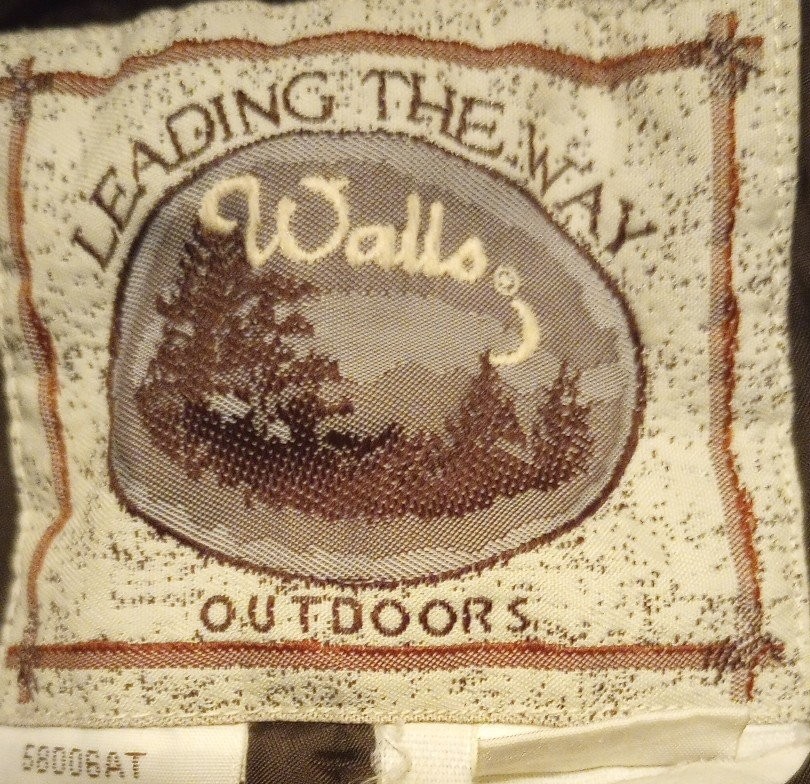 LEADING THE WAY
Walls®
OUTDOORS
58006AT